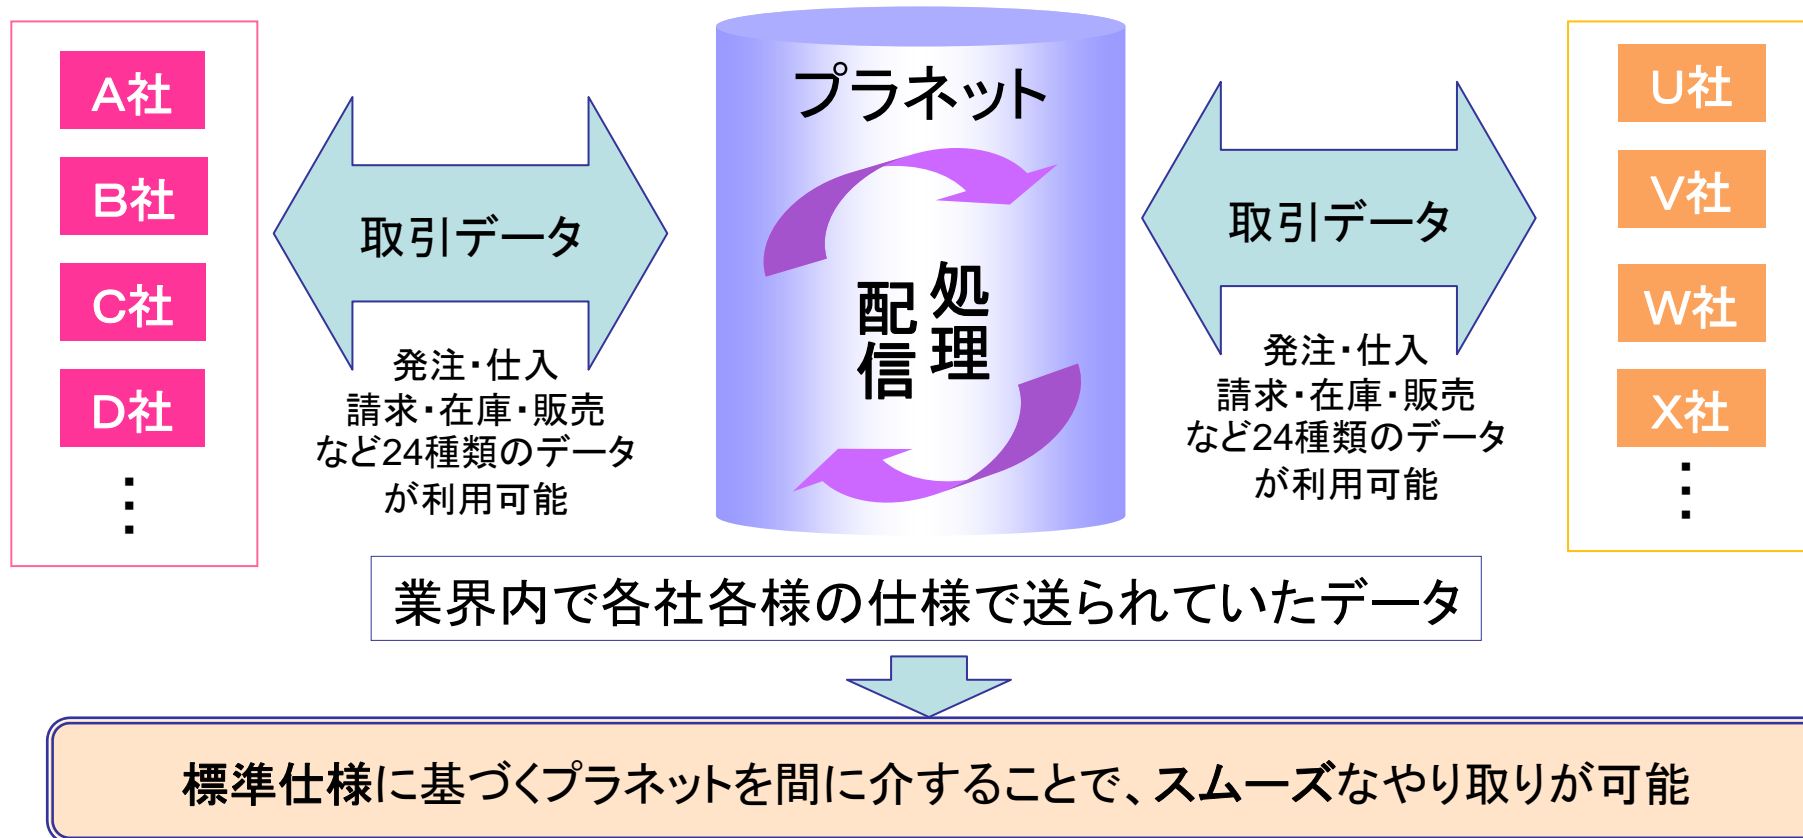 A社
B社
C社
D社
・・・
取引データ
発注・仕入
請求・在庫・販売
など24種類のデータ
が利用可能
プラネット
処理
配信
取引データ
発注・仕入
請求・在庫・販売
など24種類のデータ
が利用可能
U社
V社
W社
X社
・・・
業界内で各社各様の仕様で送られていたデータ
標準仕様に基づくプラネットを間に介することで、スムーズなやり取りが可能